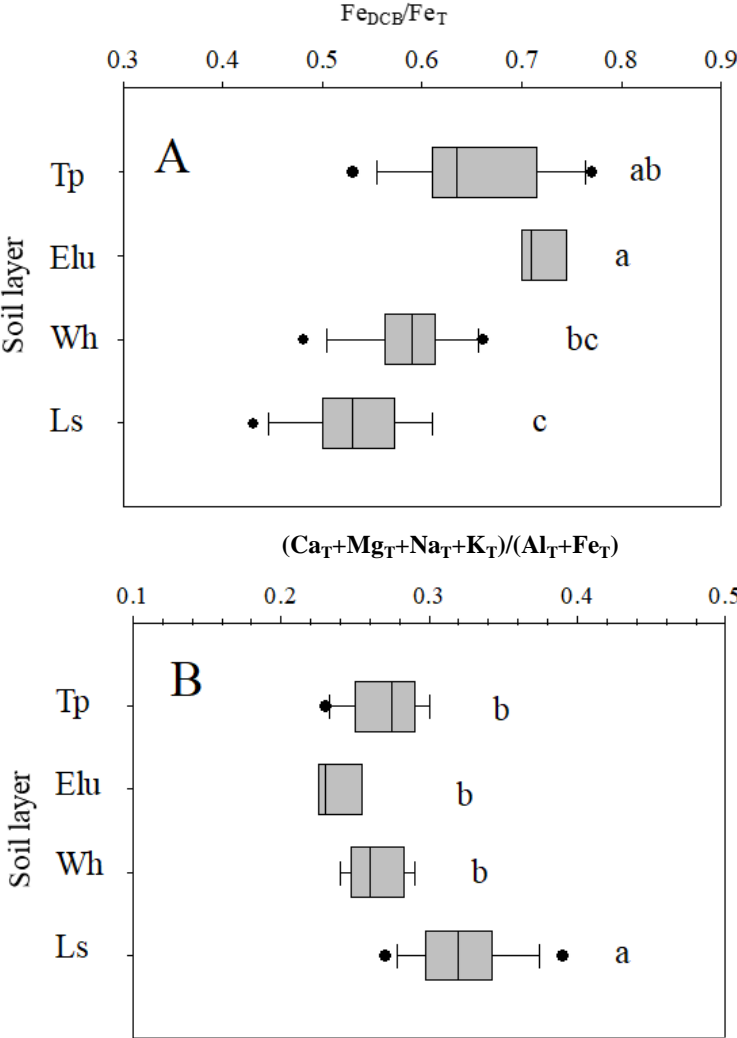 Fe_DCB/Fe_T
0.3 0.4 0.5 0.6 0.7 0.8 0.9
A
Tp ab
Elu a
Wh bc
Ls c
Soil layer
(Ca_T+Mg_T+Na_T+K_T)/(Al_T+Fe_T)
0.1 0.2 0.3 0.4 0.5
B
Tp b
Elu b
Wh b
Ls a
Soil layer